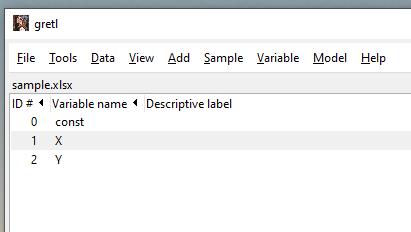 gretl
File Tools Data View Add Sample Variable Model Help
sample.xlsx
ID # Variable name Descriptive label
0 const
1 X
2 Y